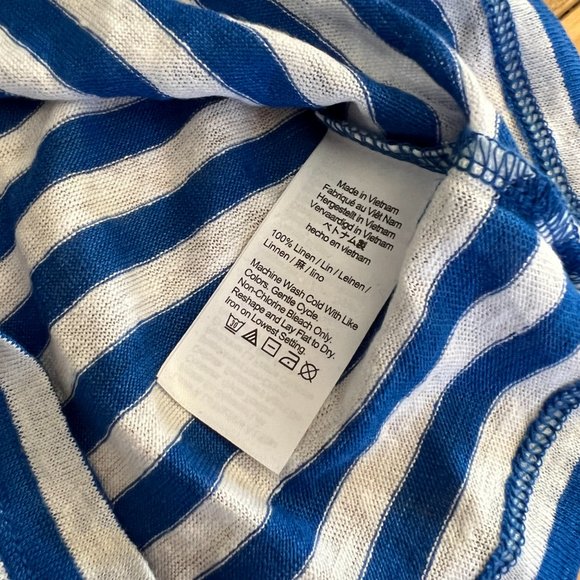 Made in Vietnam
Fabriqué au Viêt Nam
Hergestellt in Vietnam
Vervaardigd in Vietnam
ベトナム製
hecho en vietnam
100% Linen / Lin / Leinen /
Linnen / 麻 / lino
Machine Wash Cold With Like
Colors. Gentle Cycle.
Non-Chlorine Bleach Only.
Reshape and Lay Flat to Dry.
Iron on Lowest Setting.